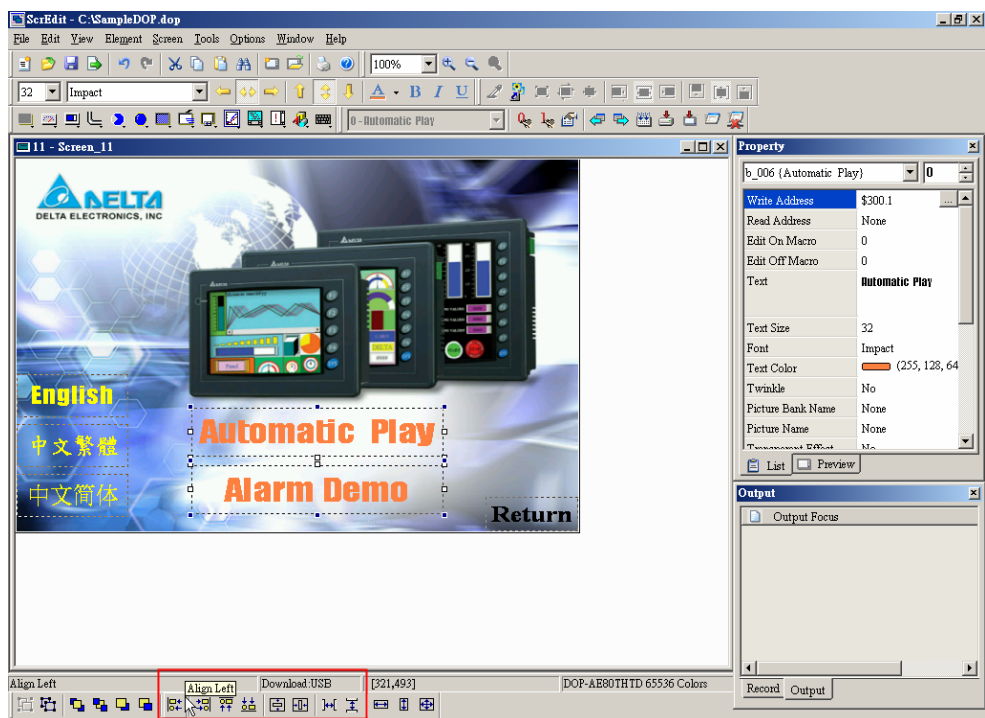 ScrEdit - C:\SampleDOP.dop
File Edit View Element Screen Tools Options Window Help
100%
32 Impact
A B I U
0 - Automatic Play
11 - Screen_11
DELTA
DELTA ELECTRONICS, INC
English
中文繁體
中文简体
Automatic Play
Alarm Demo
Return
Property
b_006 {Automatic Play} 0
Write Address $300.1 ...
Read Address None
Edit On Macro 0
Edit Off Macro 0
Text Automatic Play
Text Size 32
Font Impact
Text Color (255, 128, 64
Twinkle No
Picture Bank Name None
Picture Name None
Transparent Effect No
List Preview
Output
Output Focus
Record Output
Align Left Download:USB [321,493] DOP-AE80THTD 65536 Colors
Align Left